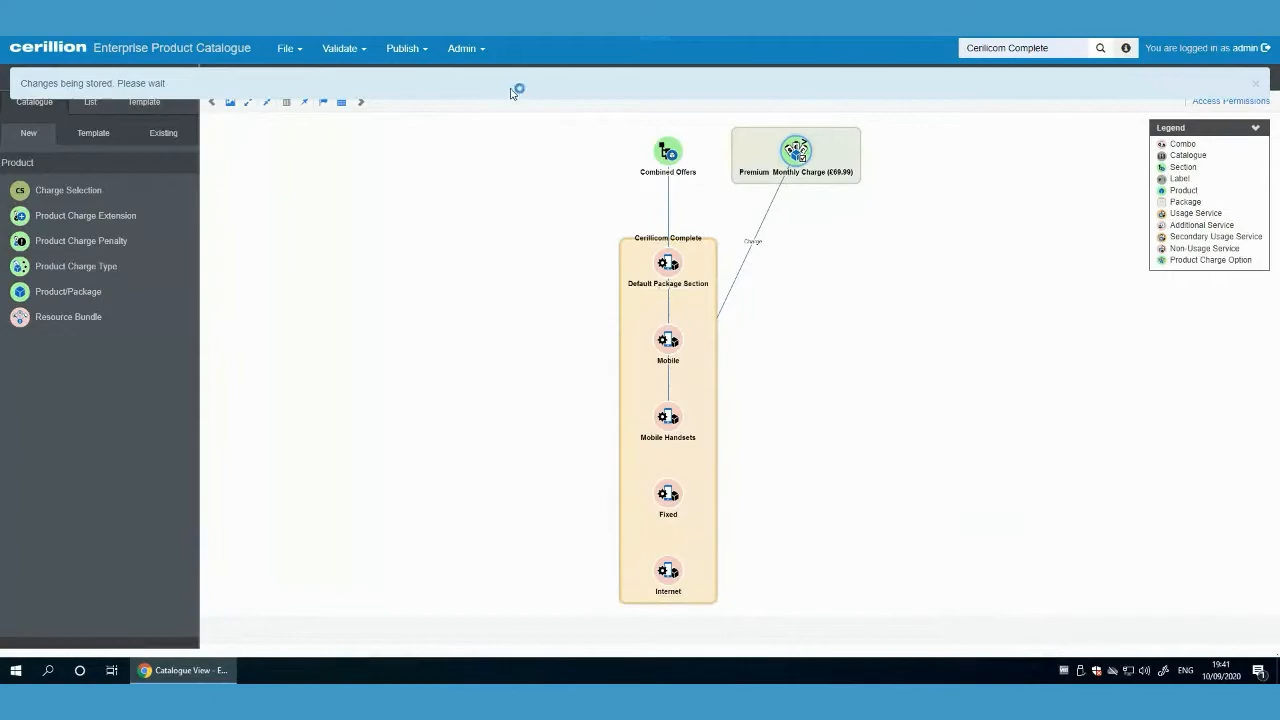 cerillion Enterprise Product Catalogue File Validate Publish Admin Cerilicom Complete You are logged in as admin
Changes being stored. Please wait
Catalogue List Template Access Permissions
New Template Existing
Product
Charge Selection
Product Charge Extension
Product Charge Penalty
Product Charge Type
Product/Package
Resource Bundle
Combined Offers
Premium Monthly Charge (£69.99)
Charge
Cerillicom Complete
Default Package Section
Mobile
Mobile Handsets
Fixed
Internet
Legend
Combo
Catalogue
Section
Label
Product
Package
Usage Service
Additional Service
Secondary Usage Service
Non-Usage Service
Product Charge Option
Catalogue View - E...
ENG
19:41
10/09/2020